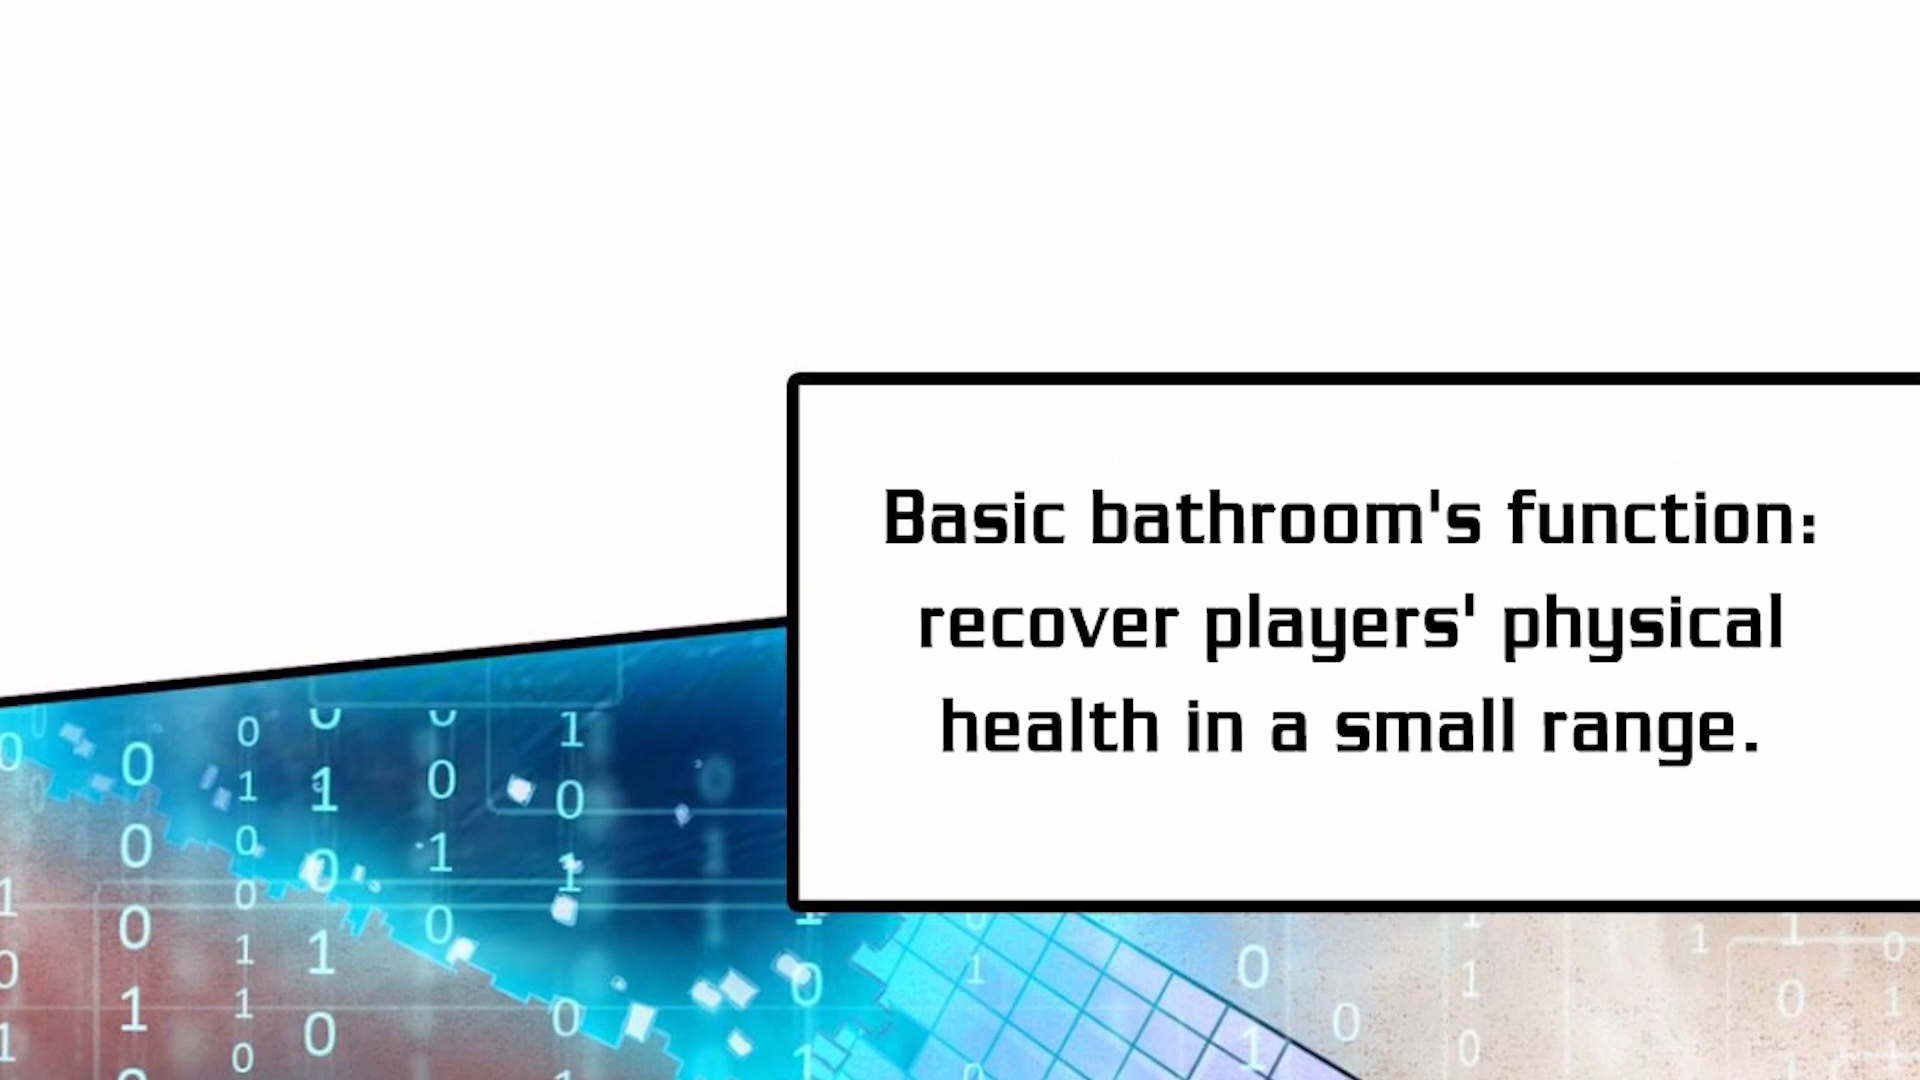 Basic bathroom's function:
recover players' physical
health in a small range.